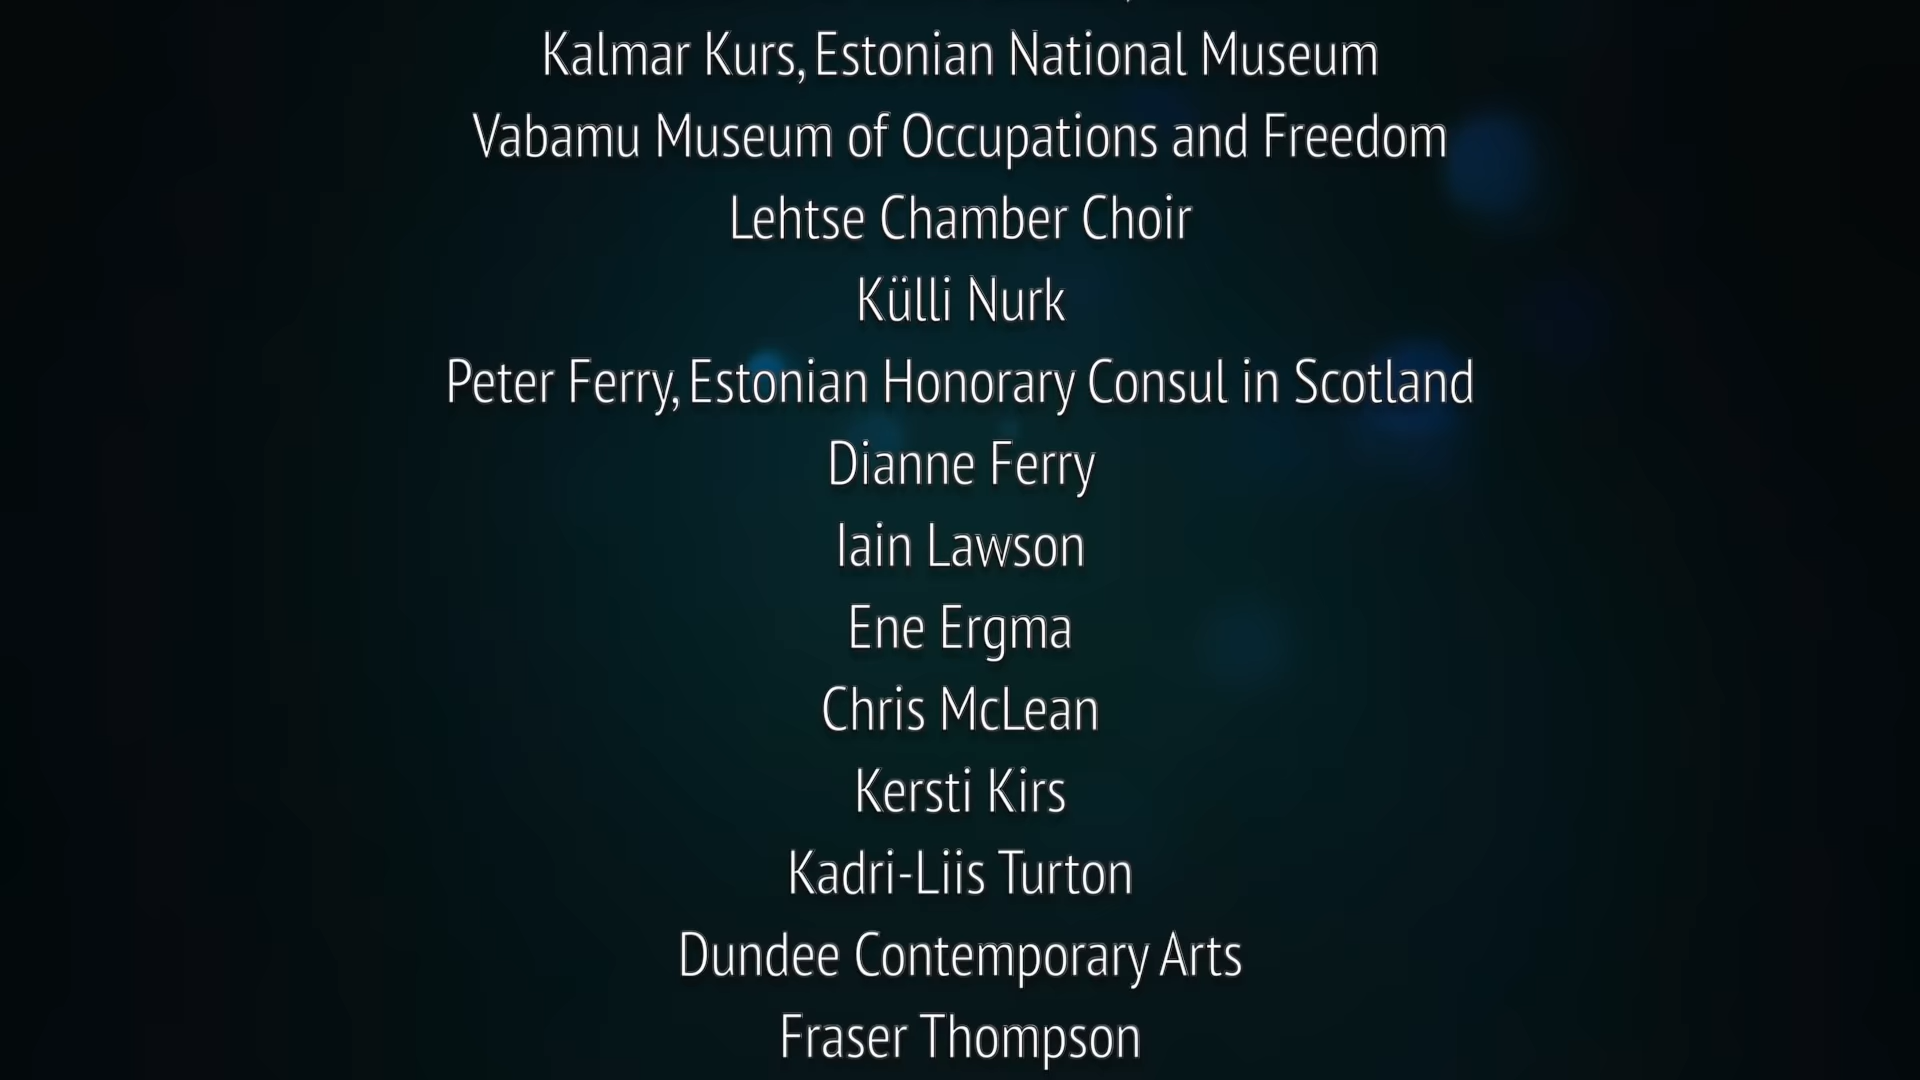 Kalmar Kurs, Estonian National Museum
Vabamu Museum of Occupations and Freedom
Lehtse Chamber Choir
Külli Nurk
Peter Ferry, Estonian Honorary Consul in Scotland
Dianne Ferry
Iain Lawson
Ene Ergma
Chris McLean
Kersti Kirs
Kadri-Liis Turton
Dundee Contemporary Arts
Fraser Thompson